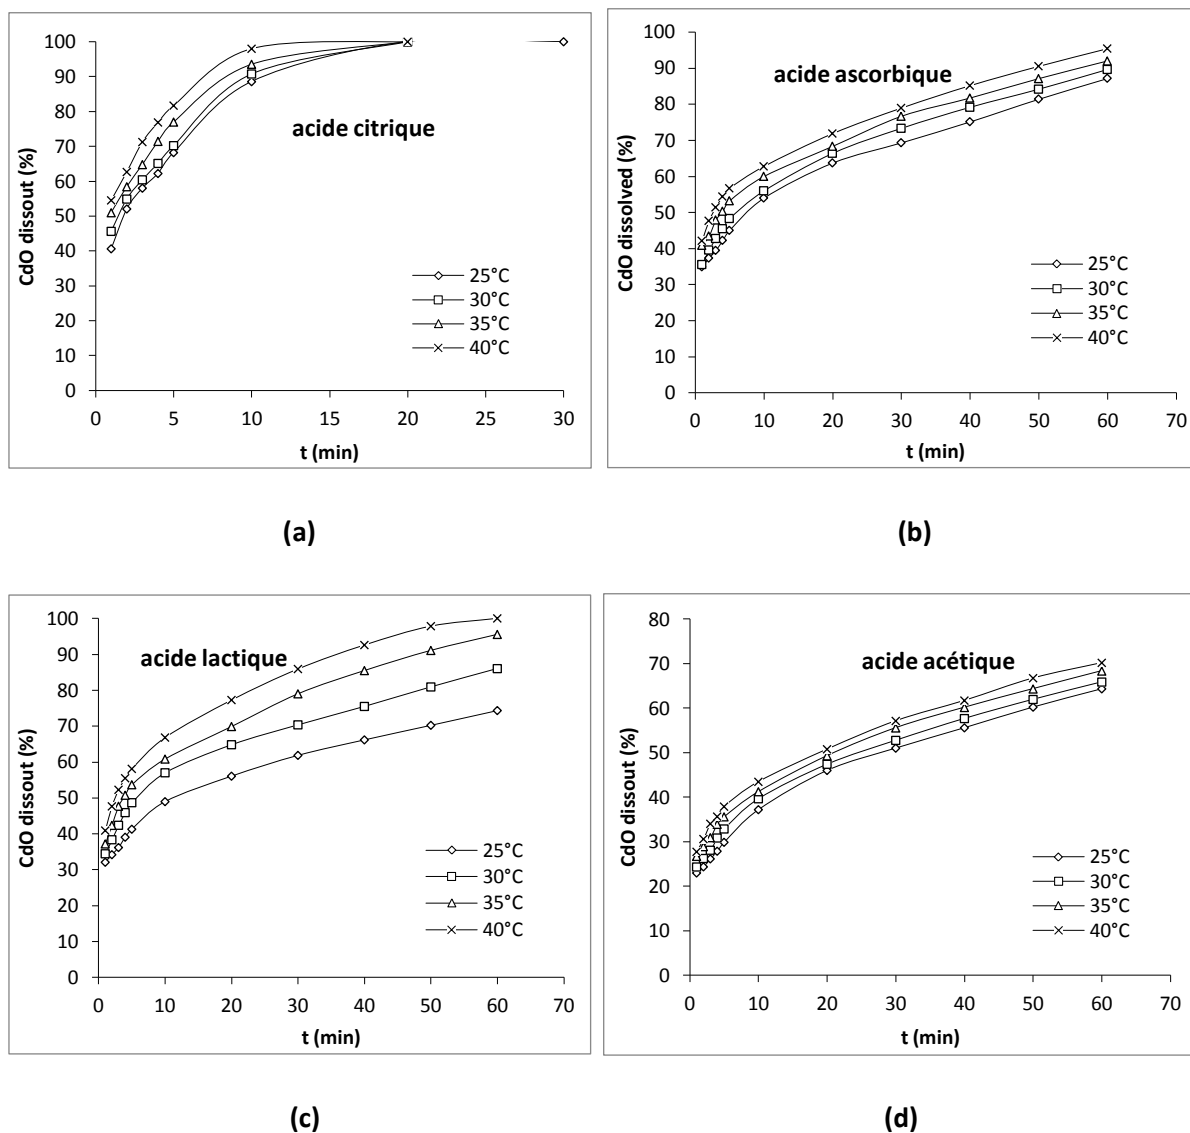 acide citrique
CdO dissout (%)
100
90
80
70
60
50
40
30
20
10
0
0 5 10 15 20 25 30
t (min)
25°C
30°C
35°C
40°C
(a)
acide ascorbique
CdO dissolved (%)
100
90
80
70
60
50
40
30
20
10
0
0 10 20 30 40 50 60 70
t (min)
25°C
30°C
35°C
40°C
(b)
acide lactique
CdO dissout (%)
100
90
80
70
60
50
40
30
20
10
0
0 10 20 30 40 50 60 70
t (min)
25°C
30°C
35°C
40°C
(c)
acide acétique
CdO dissout (%)
80
70
60
50
40
30
20
10
0
0 10 20 30 40 50 60 70
t (min)
25°C
30°C
35°C
40°C
(d)